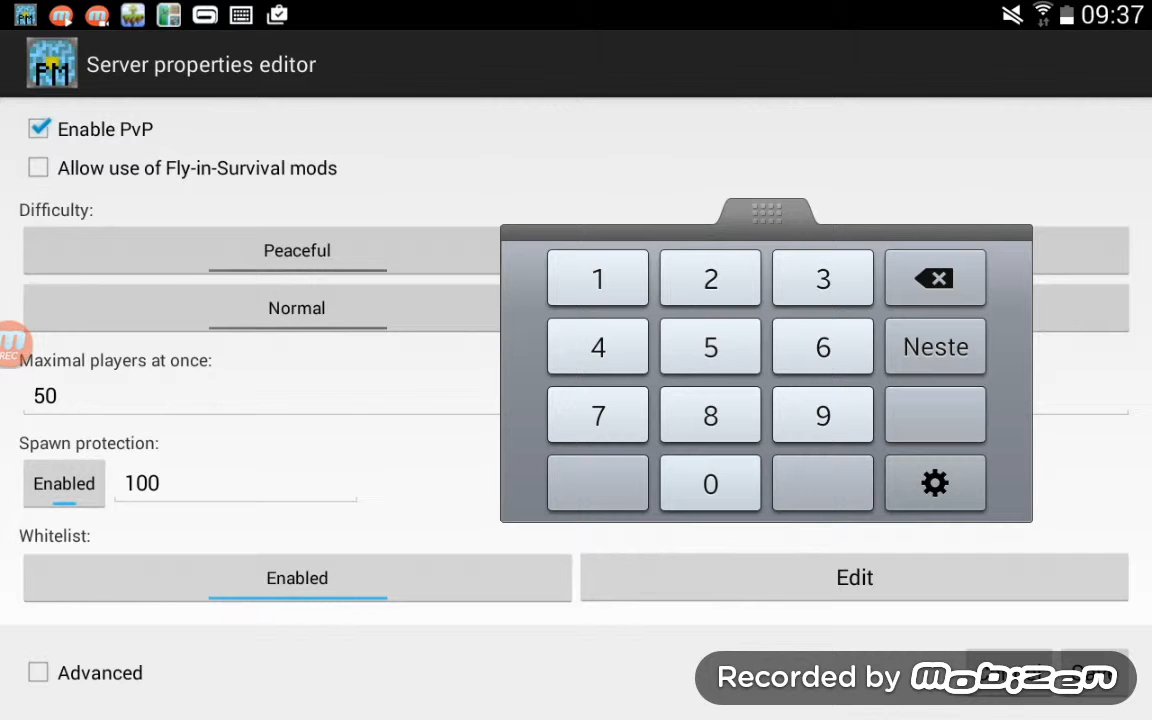 09:37
PM Server properties editor
Enable PvP
Allow use of Fly-in-Survival mods
Difficulty:
Peaceful
Normal
REC
Maximal players at once:
50
Spawn protection:
Enabled 100
Whitelist:
Enabled Edit
Advanced
1 2 3
4 5 6 Neste
7 8 9
0
Recorded by mobizen